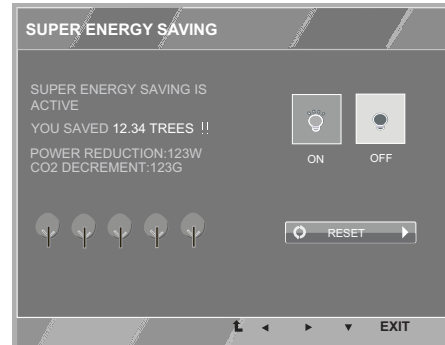 SUPER ENERGY SAVING
SUPER ENERGY SAVING IS
ACTIVE
YOU SAVED 12.34 TREES !!
POWER REDUCTION:123W
CO2 DECREMENT:123G
ON OFF
RESET
EXIT